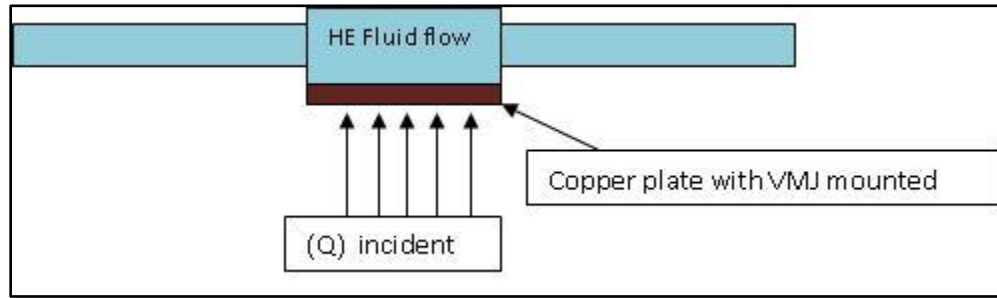 HE Fluid flow
Copper plate with VMJ mounted
(Q) incident